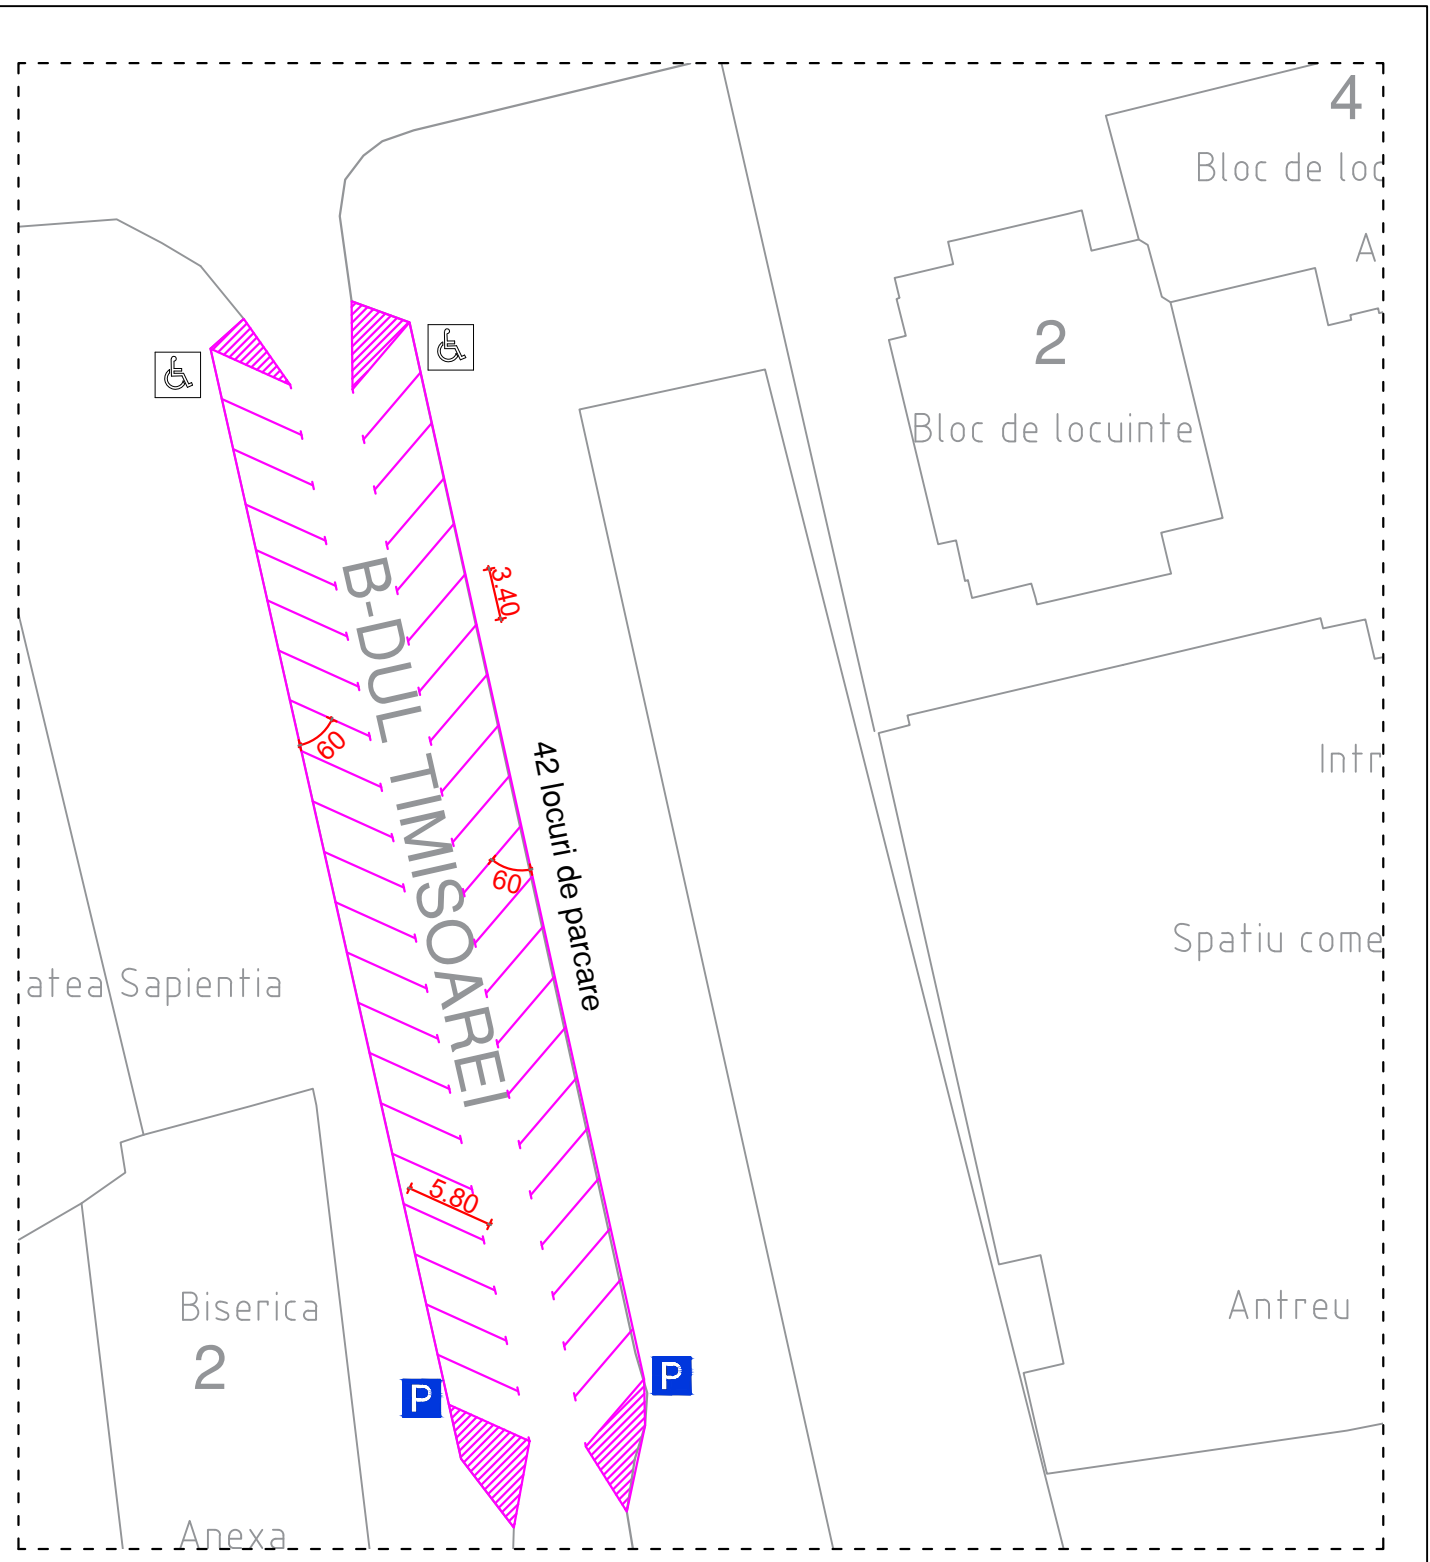 4
Bloc de loc
A
2
Bloc de locuinte
3.40
B-DUL TIMISOAREI
60
42 locuri de parcare
Intr
60
Spatiu come
atea Sapientia
5.80
Biserica
2
Antreu
P
P
Anexa